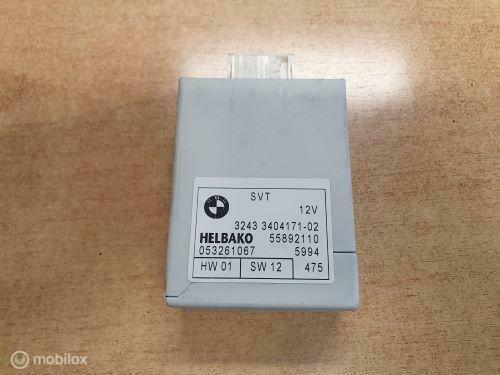 SVT
12V
3243 3404171-02
HELBAKO 55892110
053261067 5994
HW 01 SW 12 475
mobilox